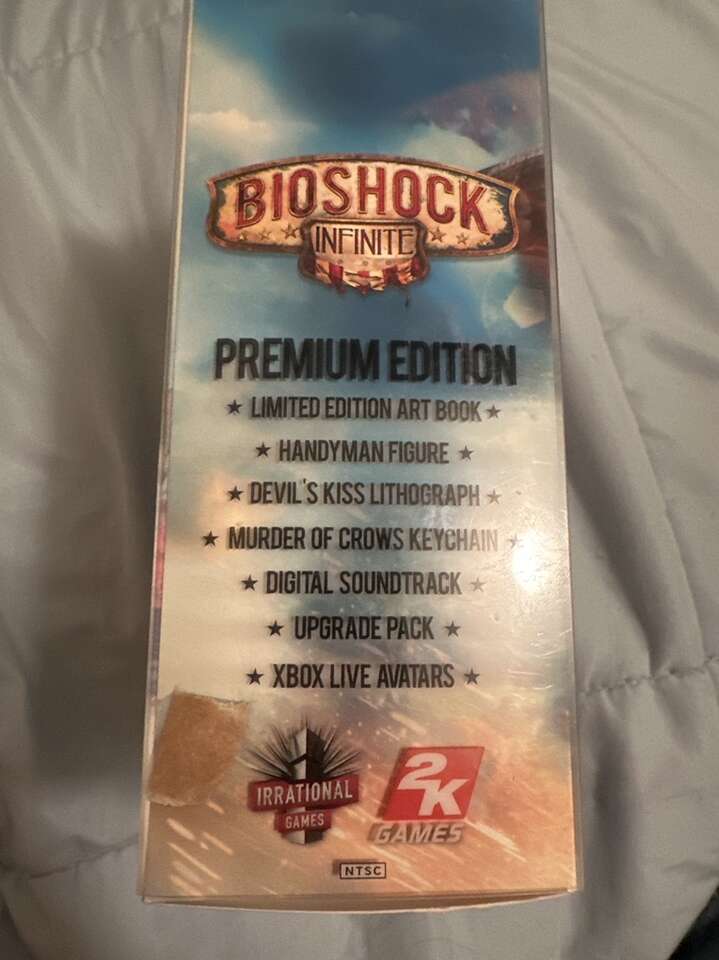 BIOSHOCK
INFINITE
PREMIUM EDITION
★ LIMITED EDITION ART BOOK ★
★ HANDYMAN FIGURE ★
★ DEVIL'S KISS LITHOGRAPH ★
★ MURDER OF CROWS KEYCHAIN ★
★ DIGITAL SOUNDTRACK ★
★ UPGRADE PACK ★
★ XBOX LIVE AVATARS ★
IRRATIONAL
GAMES
2K
GAMES
NTSC